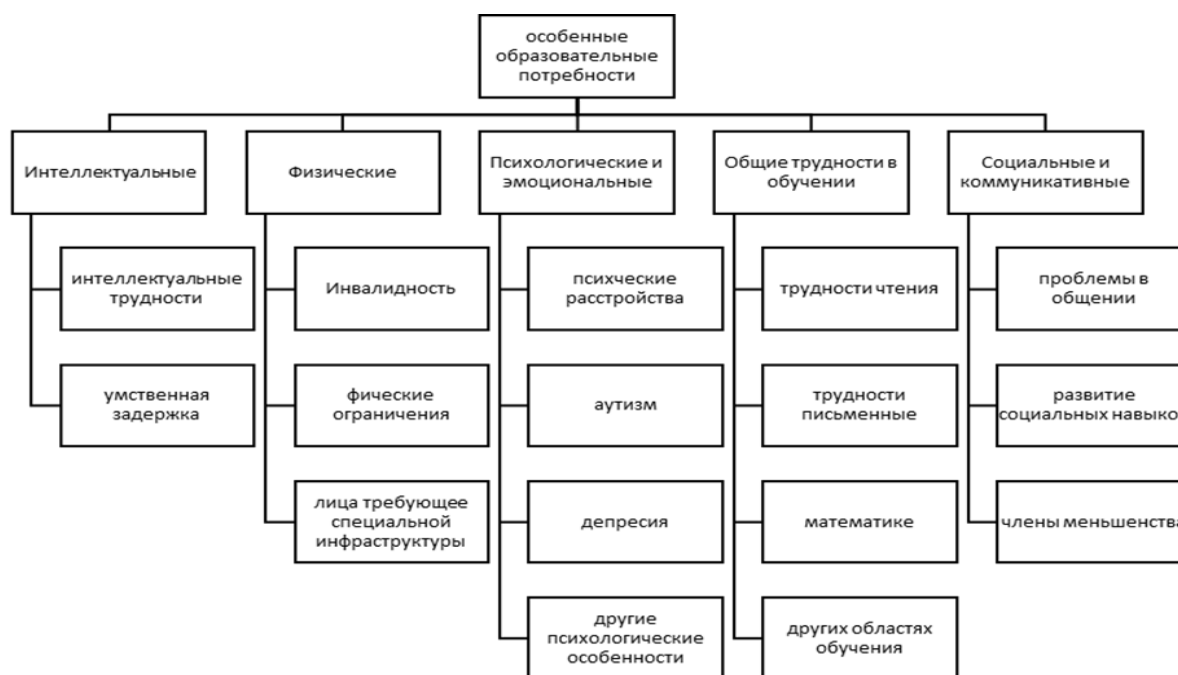 особенные
образовательные
потребности
Интеллектуальные
интеллектуальные
трудности
умственная
задержка
Физические
Инвалидность
фические
ограничения
лица требующее
специальной
инфраструктуры
Психологические и
эмоциональные
психческие
расстройства
аутизм
депресия
другие
психологические
особенности
Общие трудности в
обучении
трудности чтения
трудности
письменные
математике
других областях
обучения
Социальные и
коммуникативные
проблемы в
общении
развитие
социальных навыко
члены меньшенства